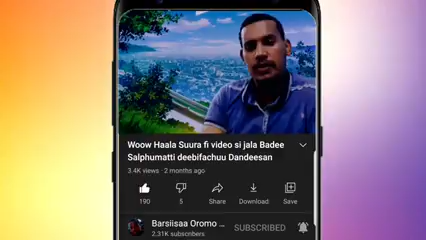 Woow Haala Suura fi video si jala Badee
Salphumatti deebifachuu Dandeesan
3.4K views · 2 months ago
190
5
Share
Download
Save
Barsiisaa Oromo ...
SUBSCRIBED
2.31K subscribers